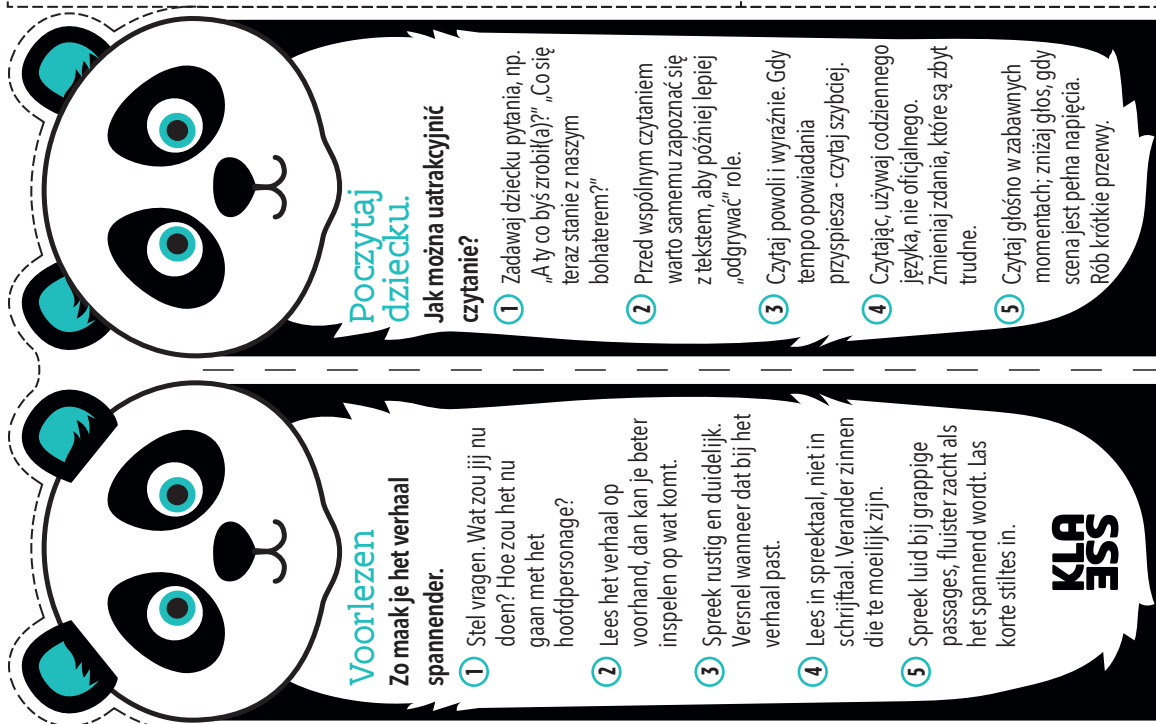 Voorlezen
Zo maak je het verhaal
spannender.
1 Stel vragen. Wat zou jij nu
doen? Hoe zou het nu
gaan met het
hoofdpersonage?
2 Lees het verhaal op
voorhand, dan kan je beter
inspelen op wat komt.
3 Spreek rustig en duidelijk.
Versnel wanneer dat bij het
verhaal past.
4 Lees in spreektaal, niet in
schrijftaal. Verander zinnen
die te moeilijk zijn.
5 Spreek luid bij grappige
passages, fluister zacht als
het spannend wordt. Las
korte stiltes in.
KLA
SSE
Poczytaj
dziecku.
Jak można uatrakcyjnić
czytanie?
1 Zadawaj dziecku pytania, np.
„A ty co byś zrobił(a)?” „Co się
teraz stanie z naszym
bohaterem?”
2 Przed wspólnym czytaniem
warto samemu zapoznać się
z tekstem, aby później lepiej
„odgrywać” role.
3 Czytaj powoli i wyraźnie. Gdy
tempo opowiadania
przyspiesza - czytaj szybciej.
4 Czytając, używaj codziennego
języka, nie oficjalnego.
Zmieniaj zdania, które są zbyt
trudne.
5 Czytaj głośno w zabawnych
momentach; zniżaj głos, gdy
scena jest pełna napięcia.
Rób krótkie przerwy.